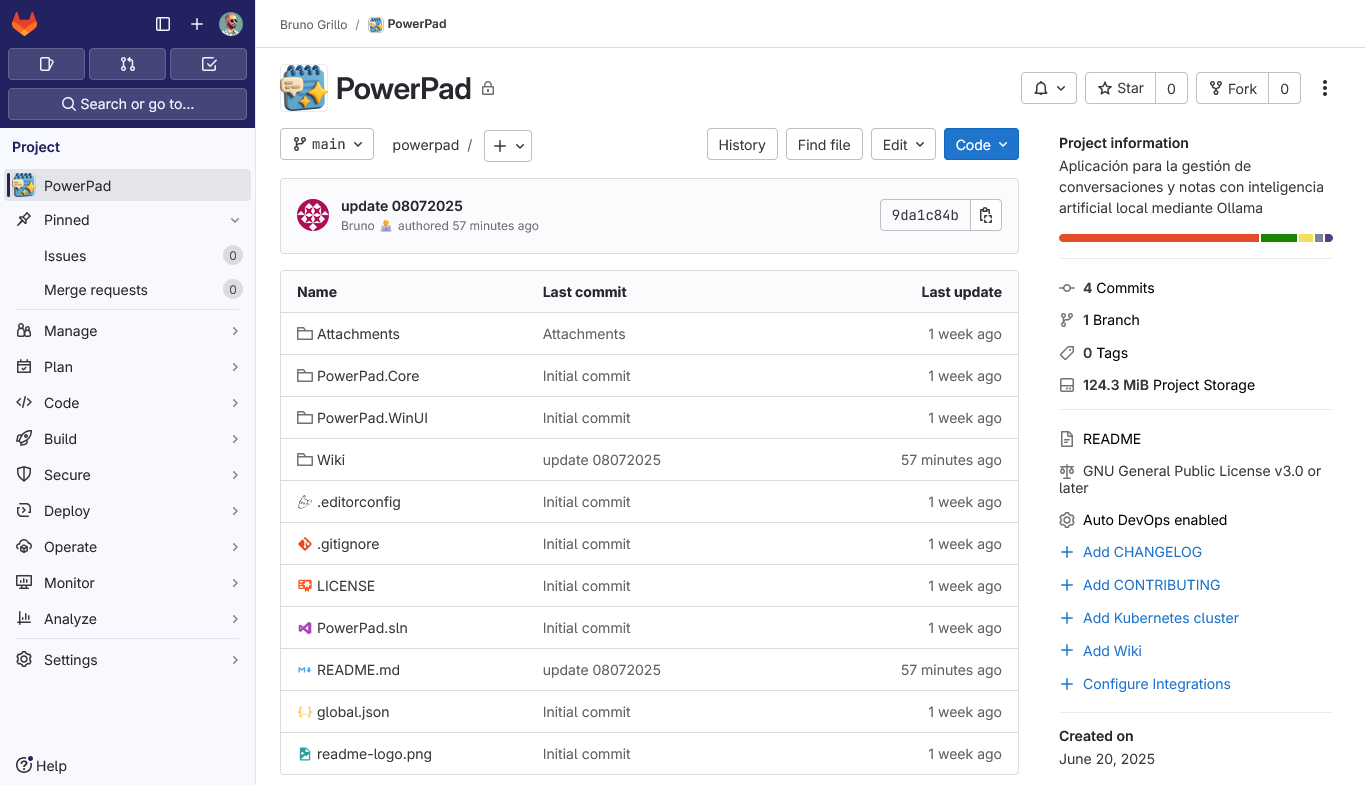 Bruno Grillo / PowerPad
Search or go to...
Project
PowerPad
Pinned
Issues 0
Merge requests 0
Manage
Plan
Code
Build
Secure
Deploy
Operate
Monitor
Analyze
Settings
Help
PowerPad
Star 0
Fork 0
main
powerpad /
History
Find file
Edit
Code
update 08072025
Bruno authored 57 minutes ago
9da1c84b
Name Last commit Last update
Attachments Attachments 1 week ago
PowerPad.Core Initial commit 1 week ago
PowerPad.WinUI Initial commit 1 week ago
Wiki update 08072025 57 minutes ago
.editorconfig Initial commit 1 week ago
.gitignore Initial commit 1 week ago
LICENSE Initial commit 1 week ago
PowerPad.sln Initial commit 1 week ago
README.md update 08072025 57 minutes ago
global.json Initial commit 1 week ago
readme-logo.png Initial commit 1 week ago
Project information
Aplicación para la gestión de
conversaciones y notas con inteligencia
artificial local mediante Ollama
4 Commits
1 Branch
0 Tags
124.3 MiB Project Storage
README
GNU General Public License v3.0 or
later
Auto DevOps enabled
Add CHANGELOG
Add CONTRIBUTING
Add Kubernetes cluster
Add Wiki
Configure Integrations
Created on
June 20, 2025